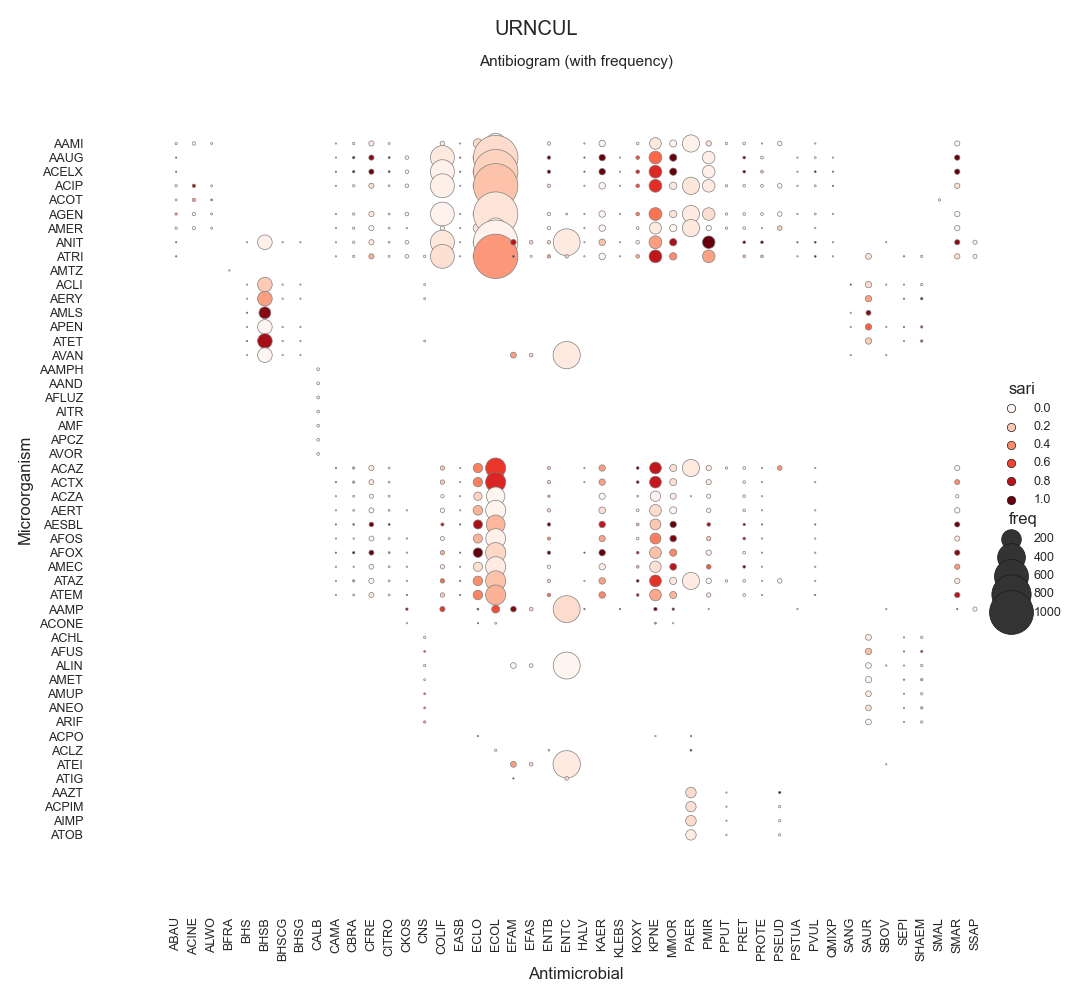 URNCUL
Antibiogram (with frequency)
AAMI
AAUG
ACELX
ACIP
ACOT
AGEN
AMER
ANIT
ATRI
AMTZ
ACLI
AERY
AMLS
APEN
ATET
AVAN
AAMPH
AAND
AFLUZ
AITR
AMF
APCZ
AVOR
ACAZ
ACTX
ACZA
AERT
AESBL
AFOS
AFOX
AMEC
ATAZ
ATEM
AAMP
ACONE
ACHL
AFUS
ALIN
AMET
AMUP
ANEO
ARIF
ACPO
ACLZ
ATEI
ATIG
AAZT
ACPIM
AIMP
ATOB
Microorganism
ABAU
ACINE
ALWO
BFRA
BHS
BHSB
BHSCG
BHSG
CALB
CAMA
CBRA
CFRE
CITRO
CKOS
CNS
COLIF
EASB
ECLO
ECOL
EFAM
EFAS
ENTB
ENTC
HALV
KAER
KLEBS
KOXY
KPNE
MMOR
PAER
PMIR
PPUT
PRET
PROTE
PSEUD
PSTUA
PVUL
QMIXP
SANG
SAUR
SBOV
SEPI
SHAEM
SMAL
SMAR
SSAP
Antimicrobial
sari
0.0
0.2
0.4
0.6
0.8
1.0
freq
200
400
600
800
1000